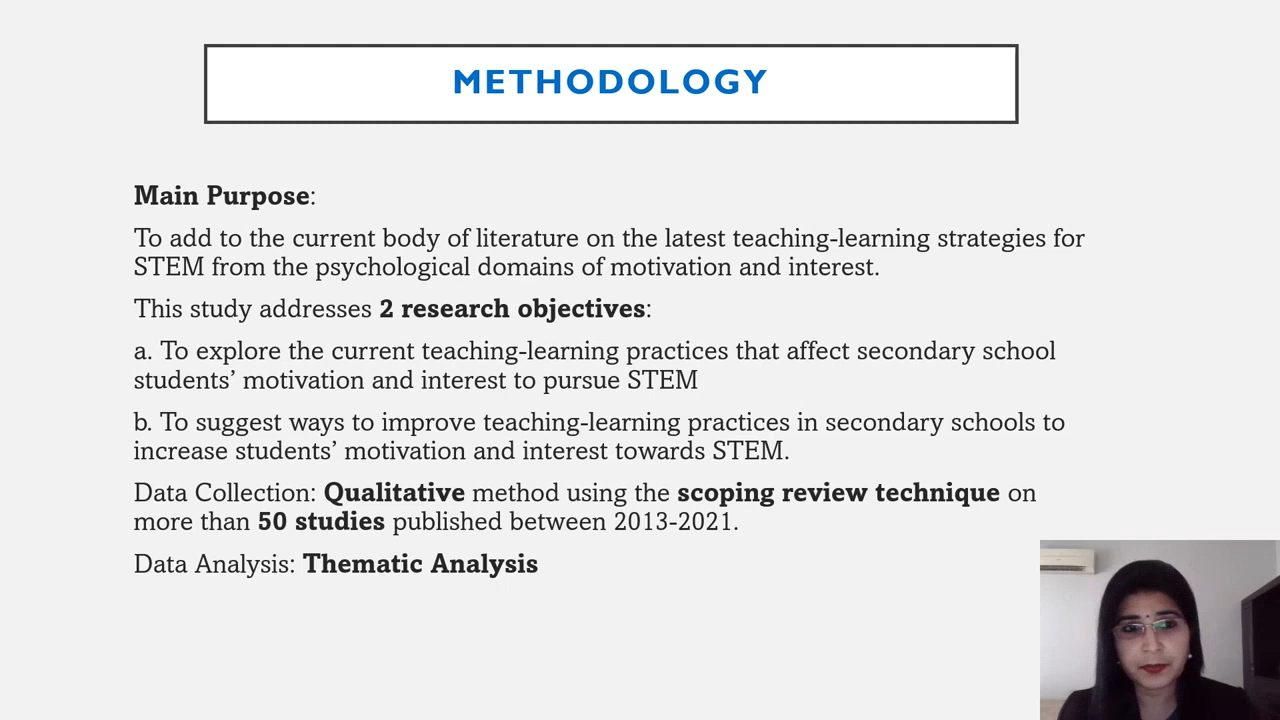 METHODOLOGY
Main Purpose:
To add to the current body of literature on the latest teaching-learning strategies for
STEM from the psychological domains of motivation and interest.
This study addresses 2 research objectives:
a. To explore the current teaching-learning practices that affect secondary school
students’ motivation and interest to pursue STEM
b. To suggest ways to improve teaching-learning practices in secondary schools to
increase students’ motivation and interest towards STEM.
Data Collection: Qualitative method using the scoping review technique on
more than 50 studies published between 2013-2021.
Data Analysis: Thematic Analysis